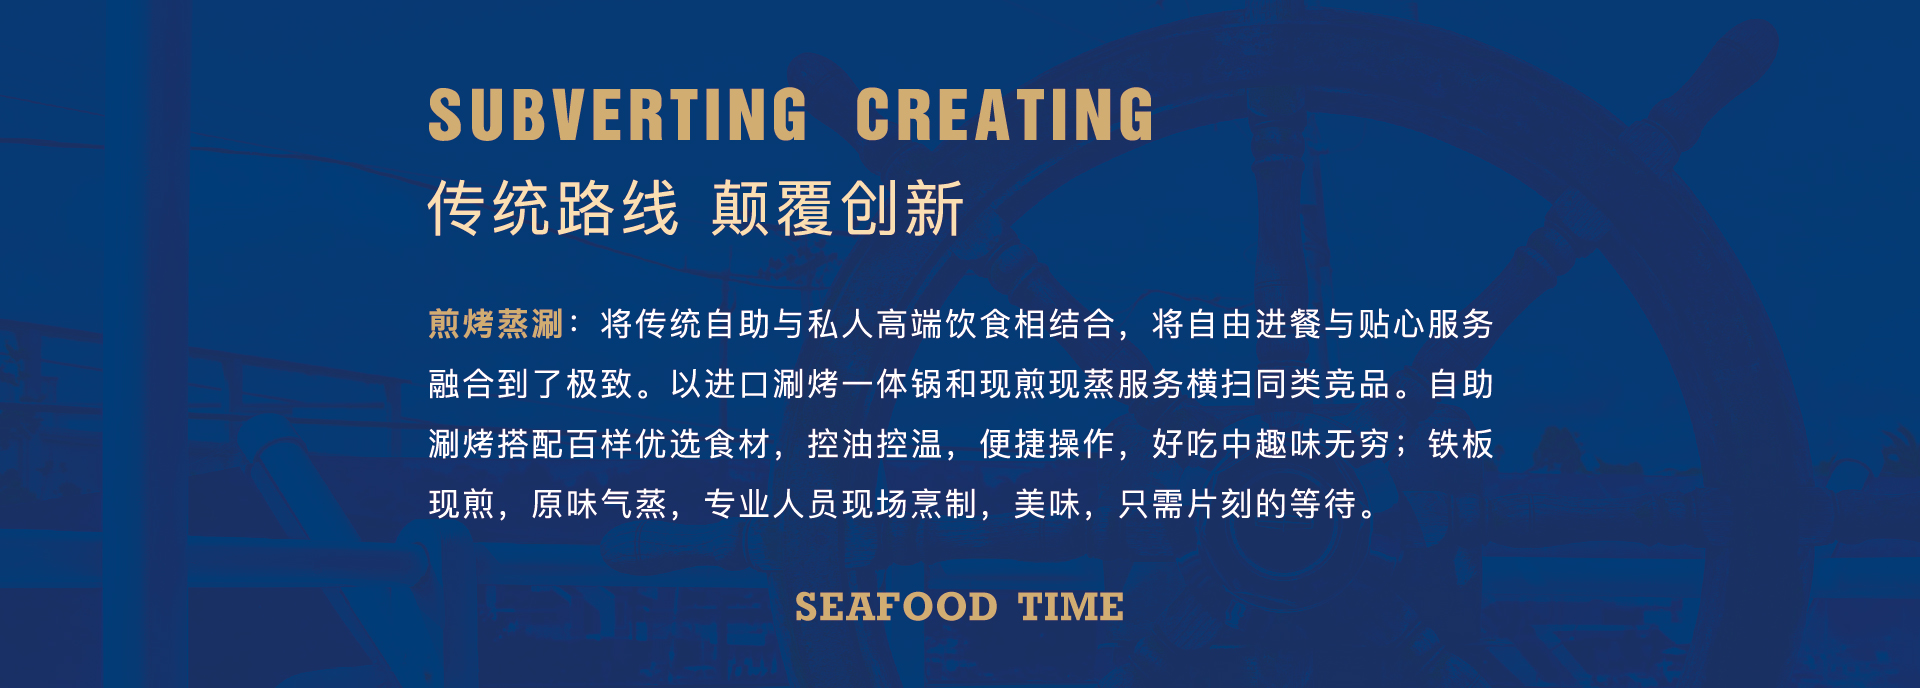 SUBVERTING CREATING
传统路线 颠覆创新
煎烤蒸涮：将传统自助与私人高端饮食相结合，将自由进餐与贴心服务
融合到了极致。以进口涮烤一体锅和现煎现蒸服务横扫同类竞品。自助
涮烤搭配百样优选食材，控油控温，便捷操作，好吃中趣味无穷；铁板
现煎，原味气蒸，专业人员现场烹制，美味，只需片刻的等待。
SEAFOOD TIME